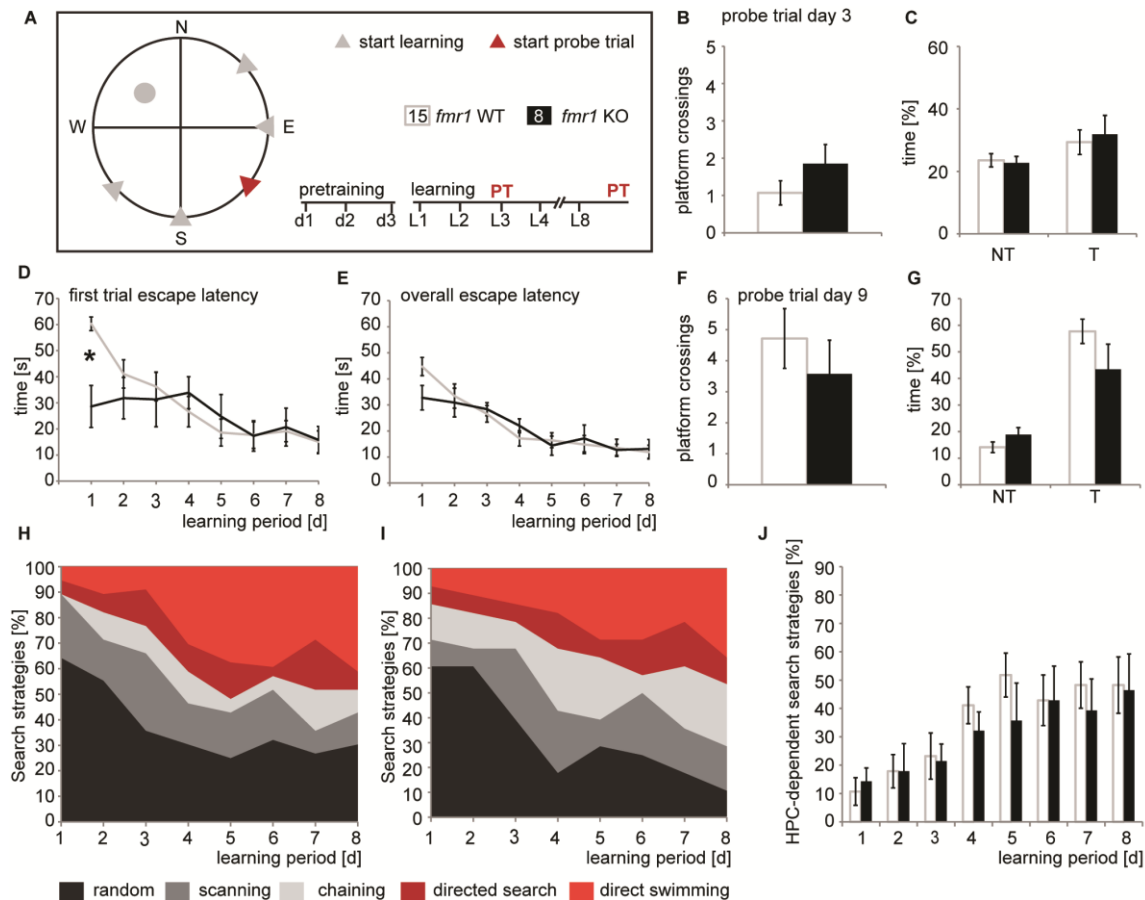 A
N
W
E
S
start learning
start probe trial
15 fmr1 WT
8 fmr1 KO
pretraining
d1 d2 d3
learning PT PT
L1 L2 L3 L4 L8
B
probe trial day 3
platform crossings
5
4
3
2
1
0
C
time [%]
60
40
20
0
NT T
D
first trial escape latency
time [s]
70
60
50
40
30
20
10
0
*
1 2 3 4 5 6 7 8
learning period [d]
E
overall escape latency
time [s]
70
60
50
40
30
20
10
0
1 2 3 4 5 6 7 8
learning period [d]
F
probe trial day 9
platform crossings
6
5
4
3
2
1
0
G
time [%]
70
60
50
40
30
20
10
0
NT T
H
Search strategies [%]
100
90
80
70
60
50
40
30
20
10
0
1 2 3 4 5 6 7 8
learning period [d]
I
Search strategies [%]
100
90
80
70
60
50
40
30
20
10
0
1 2 3 4 5 6 7 8
learning period [d]
J
HPC-dependent search strategies [%]
90
80
70
60
50
40
30
20
10
0
1 2 3 4 5 6 7 8
learning period [d]
random scanning chaining directed search direct swimming